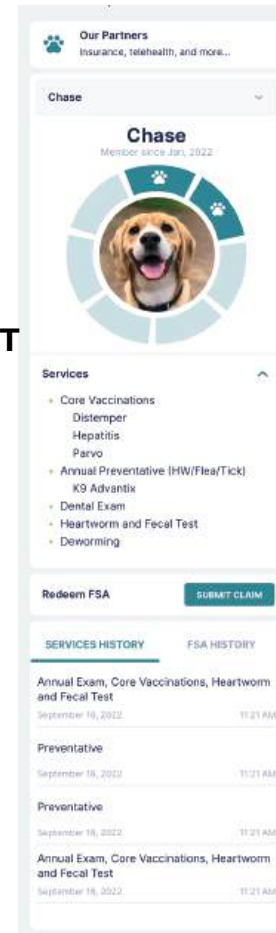 Our Partners
Insurance, telehealth, and more...
Chase
Chase
Member since Jan, 2022
T
Services
Core Vaccinations
Distemper
Hepatitis
Parvo
Annual Preventative (HW/Flea/Tick)
K9 Advantix
Dental Exam
Heartworm and Fecal Test
Deworming
Redeem FSA
SUBMIT CLAIM
SERVICES HISTORY
FSA HISTORY
Annual Exam, Core Vaccinations, Heartworm
and Fecal Test
September 16, 2022 11:21 AM
Preventative
September 16, 2022 11:21 AM
Preventative
September 16, 2022 11:21 AM
Annual Exam, Core Vaccinations, Heartworm
and Fecal Test
September 16, 2022 11:21 AM